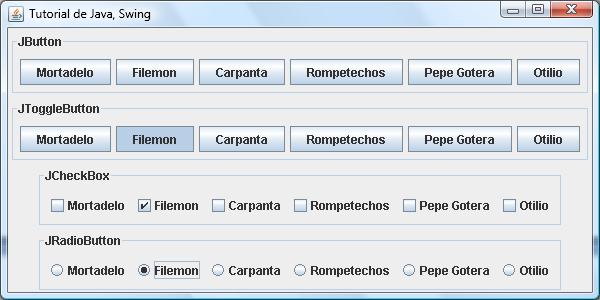 Tutorial de Java, Swing
JButton
Mortadelo Filemon Carpanta Rompetechos Pepe Gotera Otilio
JToggleButton
Mortadelo Filemon Carpanta Rompetechos Pepe Gotera Otilio
JCheckBox
Mortadelo Filemon Carpanta Rompetechos Pepe Gotera Otilio
JRadioButton
Mortadelo Filemon Carpanta Rompetechos Pepe Gotera Otilio